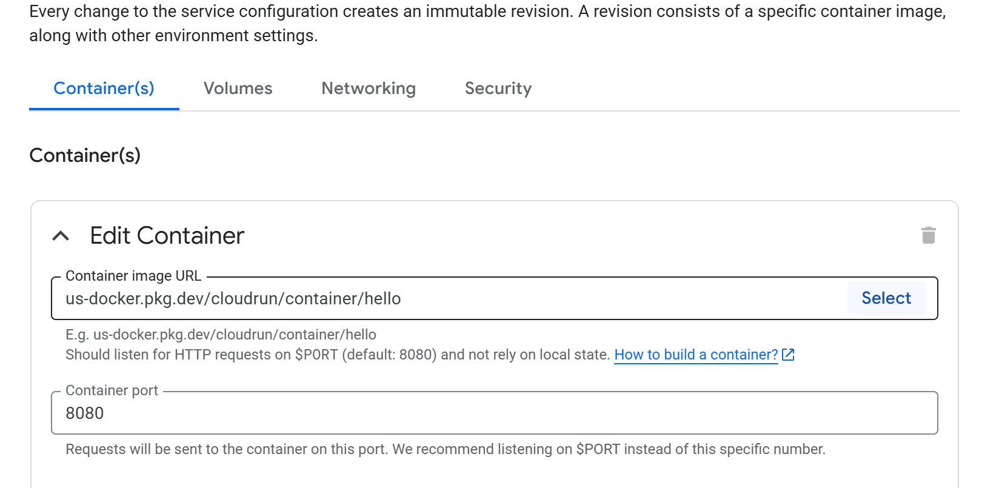 Every change to the service configuration creates an immutable revision. A revision consists of a specific container image,
along with other environment settings.
Container(s) Volumes Networking Security
Container(s)
Edit Container
Container image URL
us-docker.pkg.dev/cloudrun/container/hello Select
E.g. us-docker.pkg.dev/cloudrun/container/hello
Should listen for HTTP requests on $PORT (default: 8080) and not rely on local state. How to build a container?
Container port
8080
Requests will be sent to the container on this port. We recommend listening on $PORT instead of this specific number.